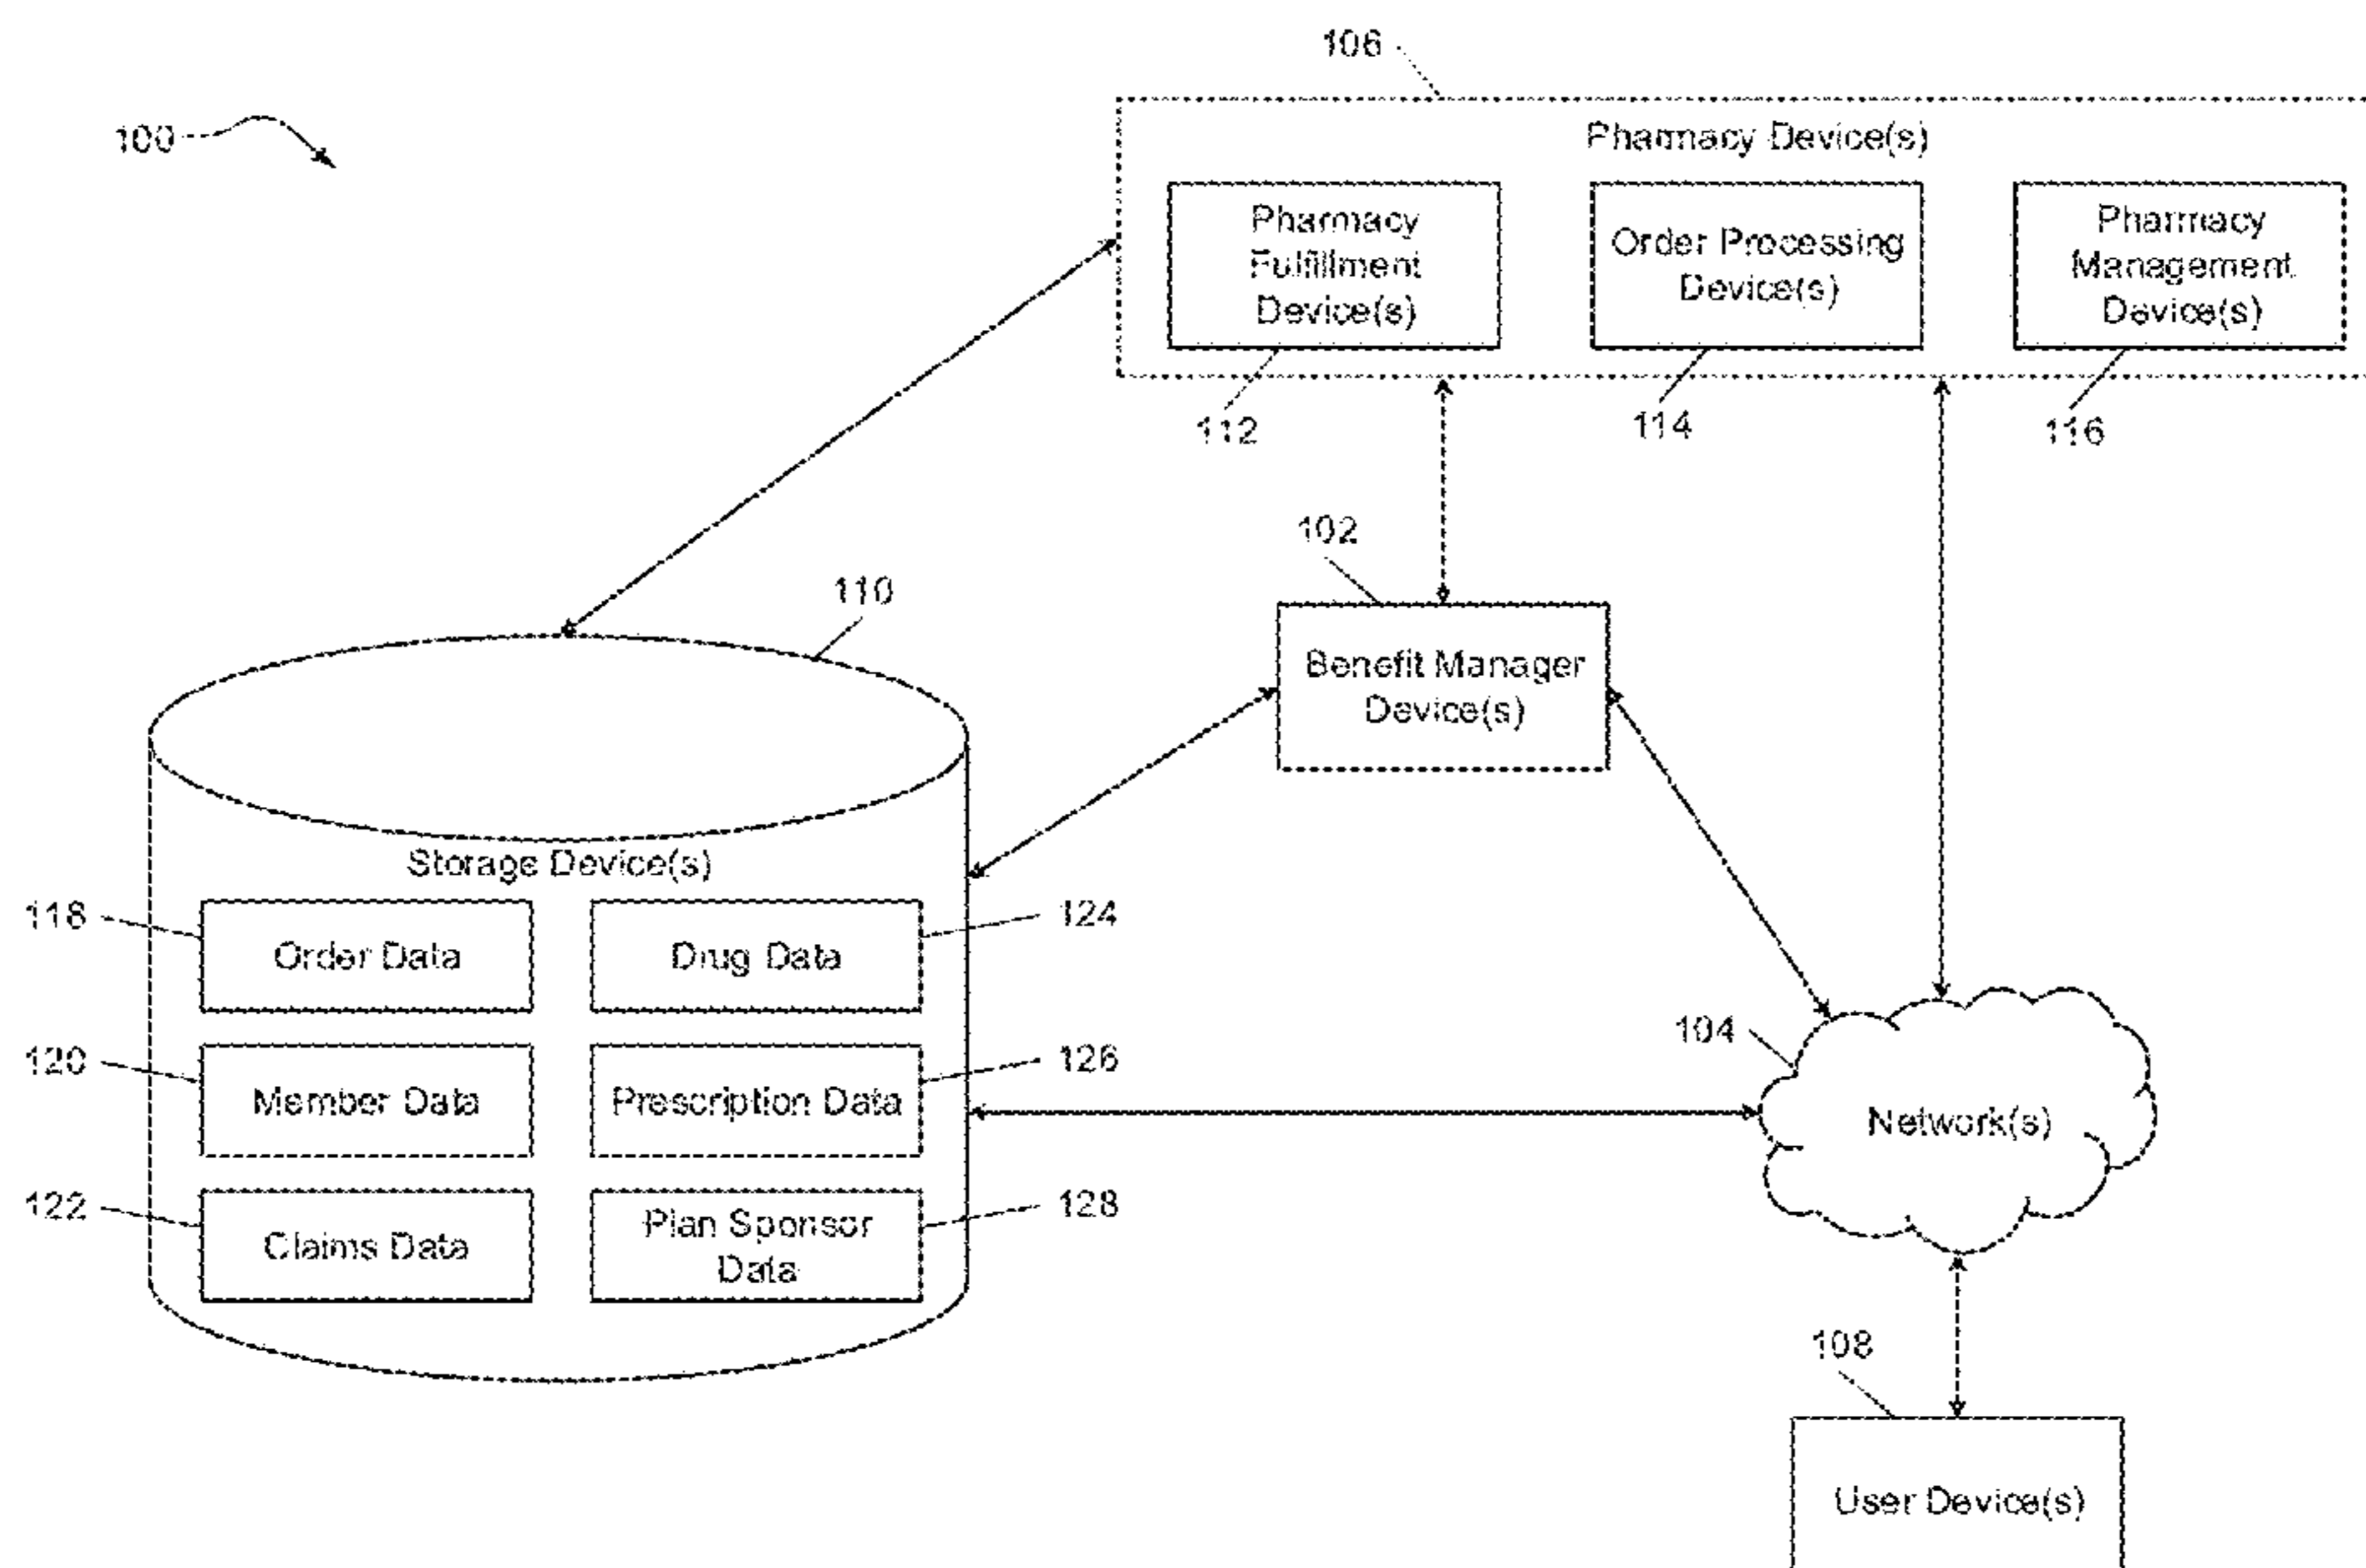 106
100
Pharmacy Device(s)
Pharmacy
Fulfillment
Device(s)
Order Processing
Device(s)
Pharmacy
Management
Device(s)
112
114
116
102
110
Benefit Manager
Device(s)
Storage Device(s)
118
Order Data
Drug Data
124
120
Member Data
Prescription Data
126
104
Network(s)
122
Claims Data
Plan Sponsor
Data
128
108
User Device(s)